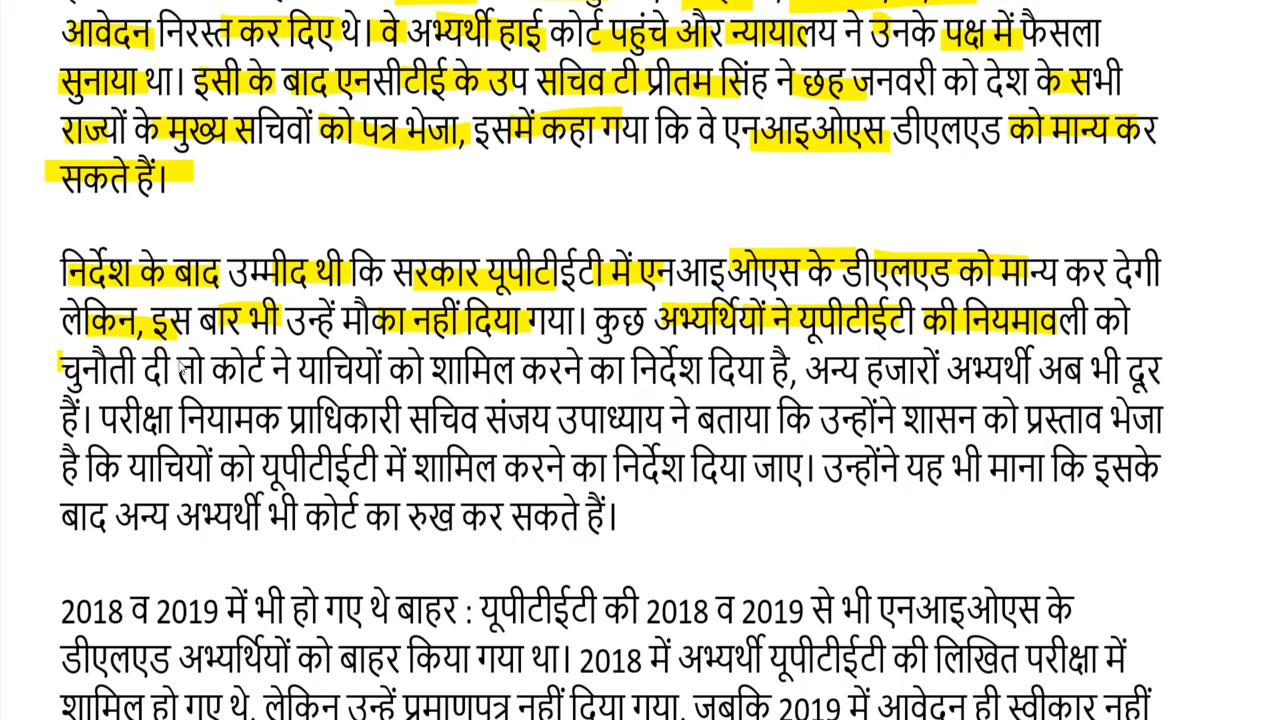 आवेदन निरस्त कर दिए थे। वे अभ्यर्थी हाई कोर्ट पहुंचे और न्यायालय ने उनके पक्ष में फैसला
सुनाया था। इसी के बाद एनसीटीई के उप सचिव टी प्रीतम सिंह ने छह जनवरी को देश के सभी
राज्यों के मुख्य सचिवों को पत्र भेजा, इसमें कहा गया कि वे एनआइओएस डीएलएड को मान्य कर
सकते हैं।
निर्देश के बाद उम्मीद थी कि सरकार यूपीटीईटी में एनआइओएस के डीएलएड को मान्य कर देगी
लेकिन, इस बार भी उन्हें मौका नहीं दिया गया। कुछ अभ्यर्थियों ने यूपीटीईटी की नियमावली को
चुनौती दी तो कोर्ट ने याचियों को शामिल करने का निर्देश दिया है, अन्य हजारों अभ्यर्थी अब भी दूर
हैं। परीक्षा नियामक प्राधिकारी सचिव संजय उपाध्याय ने बताया कि उन्होंने शासन को प्रस्ताव भेजा
है कि याचियों को यूपीटीईटी में शामिल करने का निर्देश दिया जाए। उन्होंने यह भी माना कि इसके
बाद अन्य अभ्यर्थी भी कोर्ट का रुख कर सकते हैं।
2018 व 2019 में भी हो गए थे बाहर : यूपीटीईटी की 2018 व 2019 से भी एनआइओएस के
डीएलएड अभ्यर्थियों को बाहर किया गया था। 2018 में अभ्यर्थी यूपीटीईटी की लिखित परीक्षा में
शामिल हो गए थे, लेकिन उन्हें प्रमाणपत्र नहीं दिया गया, जबकि 2019 में आवेदन ही स्वीकार नहीं